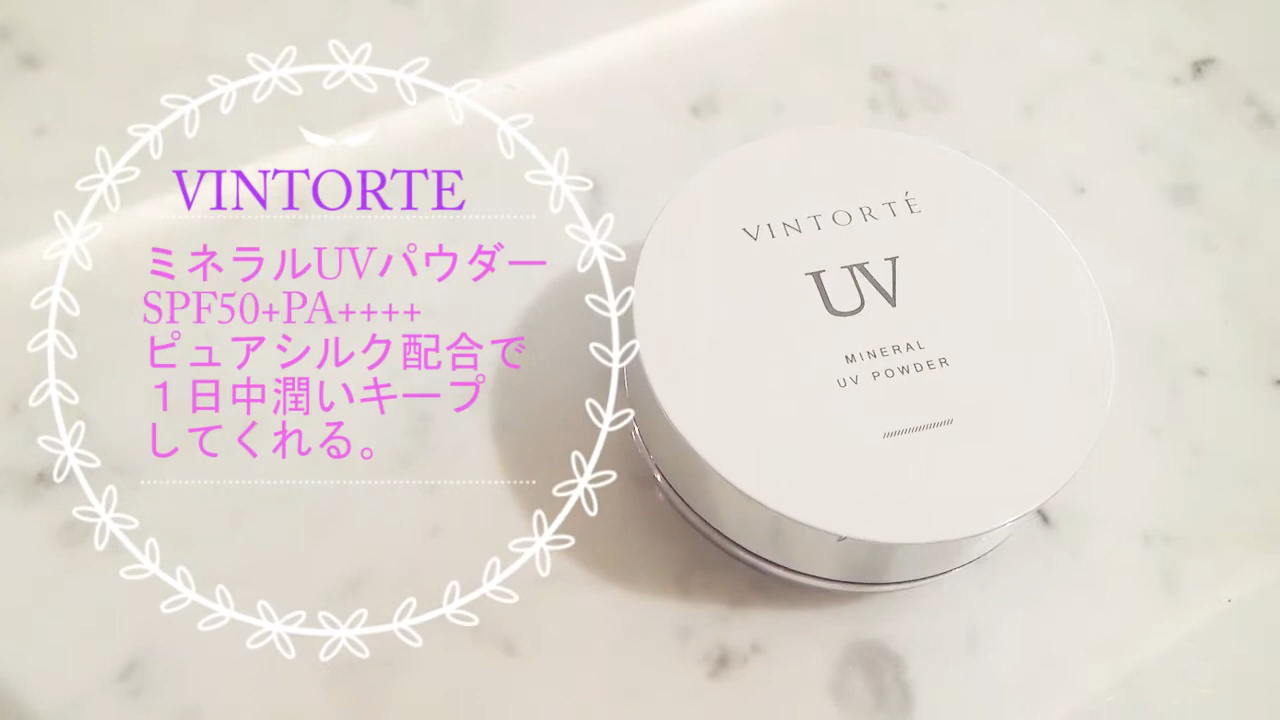 VINTORTE
ミネラルUVパウダー
SPF50+PA++++
ピュアシルク配合で
１日中潤いキープ
してくれる。
VINTORTÉ
UV
MINERAL
UV POWDER